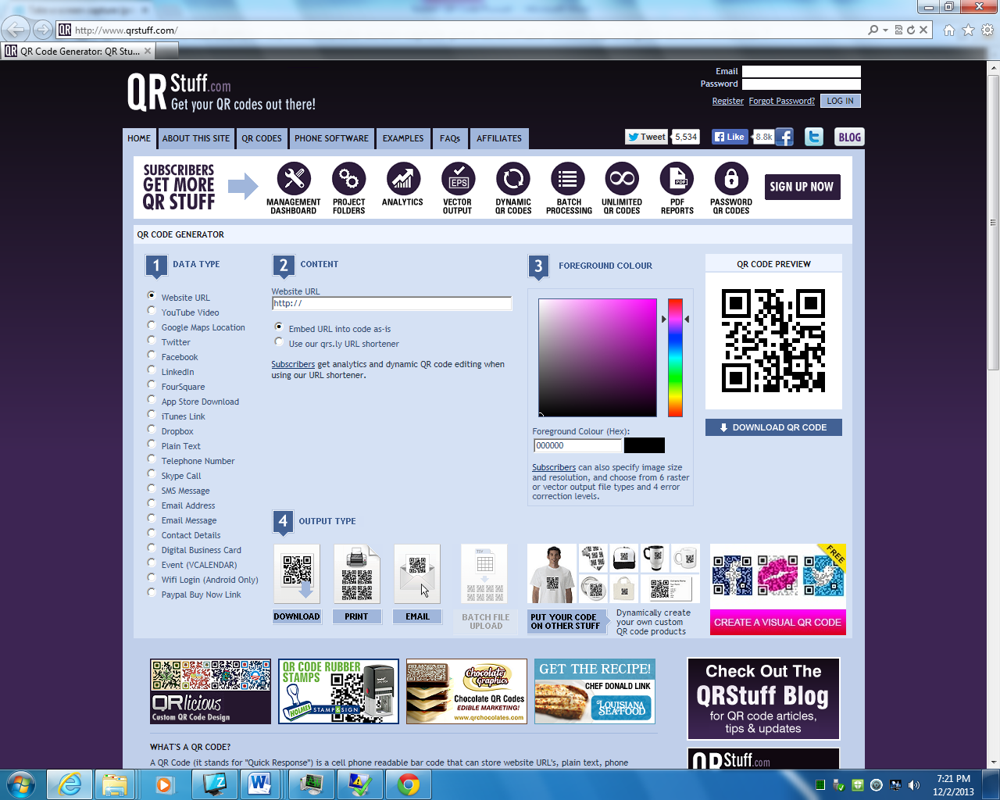 http://www.qrstuff.com/
QR Code Generator: QR Stu...
QR Stuff.com
Get your QR codes out there!
Email
Password
Register Forgot Password? LOG IN
HOME ABOUT THIS SITE QR CODES PHONE SOFTWARE EXAMPLES FAQs AFFILIATES
Tweet 5,534 Like 8.8k BLOG
SUBSCRIBERS
GET MORE
QR STUFF
MANAGEMENT
DASHBOARD
PROJECT
FOLDERS
ANALYTICS
EPS
VECTOR
OUTPUT
DYNAMIC
QR CODES
BATCH
PROCESSING
UNLIMITED
QR CODES
PDF
PDF
REPORTS
PASSWORD
QR CODES
SIGN UP NOW
QR CODE GENERATOR
1 DATA TYPE
Website URL
YouTube Video
Google Maps Location
Twitter
Facebook
LinkedIn
FourSquare
App Store Download
iTunes Link
Dropbox
Plain Text
Telephone Number
Skype Call
SMS Message
Email Address
Email Message
Contact Details
Digital Business Card
Event (VCALENDAR)
Wifi Login (Android Only)
Paypal Buy Now Link
2 CONTENT
Website URL
http://
Embed URL into code as-is
Use our qrs.ly URL shortener
Subscribers get analytics and dynamic QR code editing when
using our URL shortener.
3 FOREGROUND COLOUR
Foreground Colour (Hex):
000000
Subscribers can also specify image size
and resolution, and choose from 6 raster
or vector output file types and 4 error
correction levels.
QR CODE PREVIEW
DOWNLOAD QR CODE
4 OUTPUT TYPE
DOWNLOAD
PRINT
EMAIL
TSV
BATCH FILE
UPLOAD
PUT YOUR CODE
ON OTHER STUFF
Dynamically create
your own custom
QR code products
FREE
CREATE A VISUAL QR CODE
QRlicious
Custom QR Code Design
QR CODE RUBBER
STAMPS
HOLMES STAMP & SIGN
Chocolate
Graphics
Chocolate QR Codes
EDIBLE MARKETING!
www.qrchocolates.com
GET THE RECIPE!
CHEF DONALD LINK
LOUISIANA
SEAFOOD
Check Out The
QRStuff Blog
for QR code articles,
tips & updates
QR Stuff.com
WHAT'S A QR CODE?
A QR Code (it stands for "Quick Response") is a cell phone readable bar code that can store website URL's, plain text, phone
7:21 PM
12/2/2013